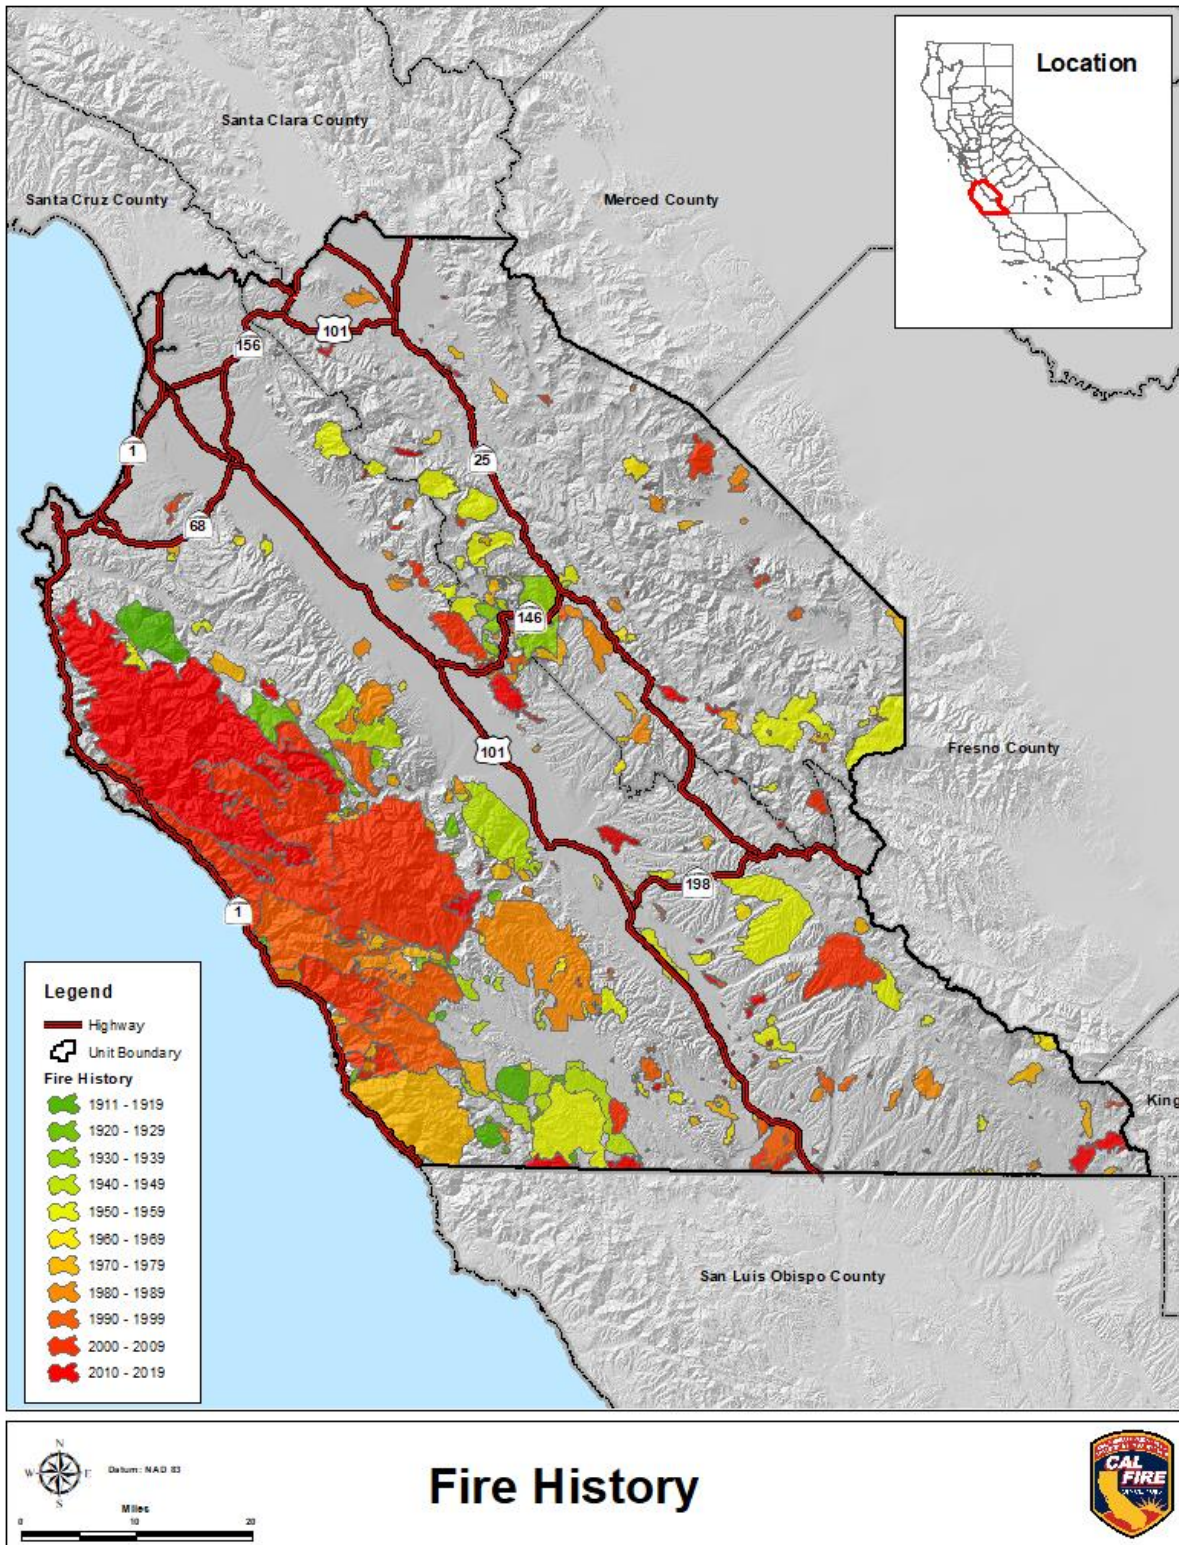 Location
Santa Clara County
Santa Cruz County
Merced County
101
156
1
25
68
146
101
Fresno County
198
1
Legend
Highway
Unit Boundary
Fire History
1911 - 1919
1920 - 1929
1930 - 1939
1940 - 1949
1950 - 1959
1960 - 1969
1970 - 1979
1980 - 1989
1990 - 1999
2000 - 2009
2010 - 2019
King
San Luis Obispo County
N
W E
S
Datum: NAD 83
Miles
0 10 20
Fire History
CAL
FIRE